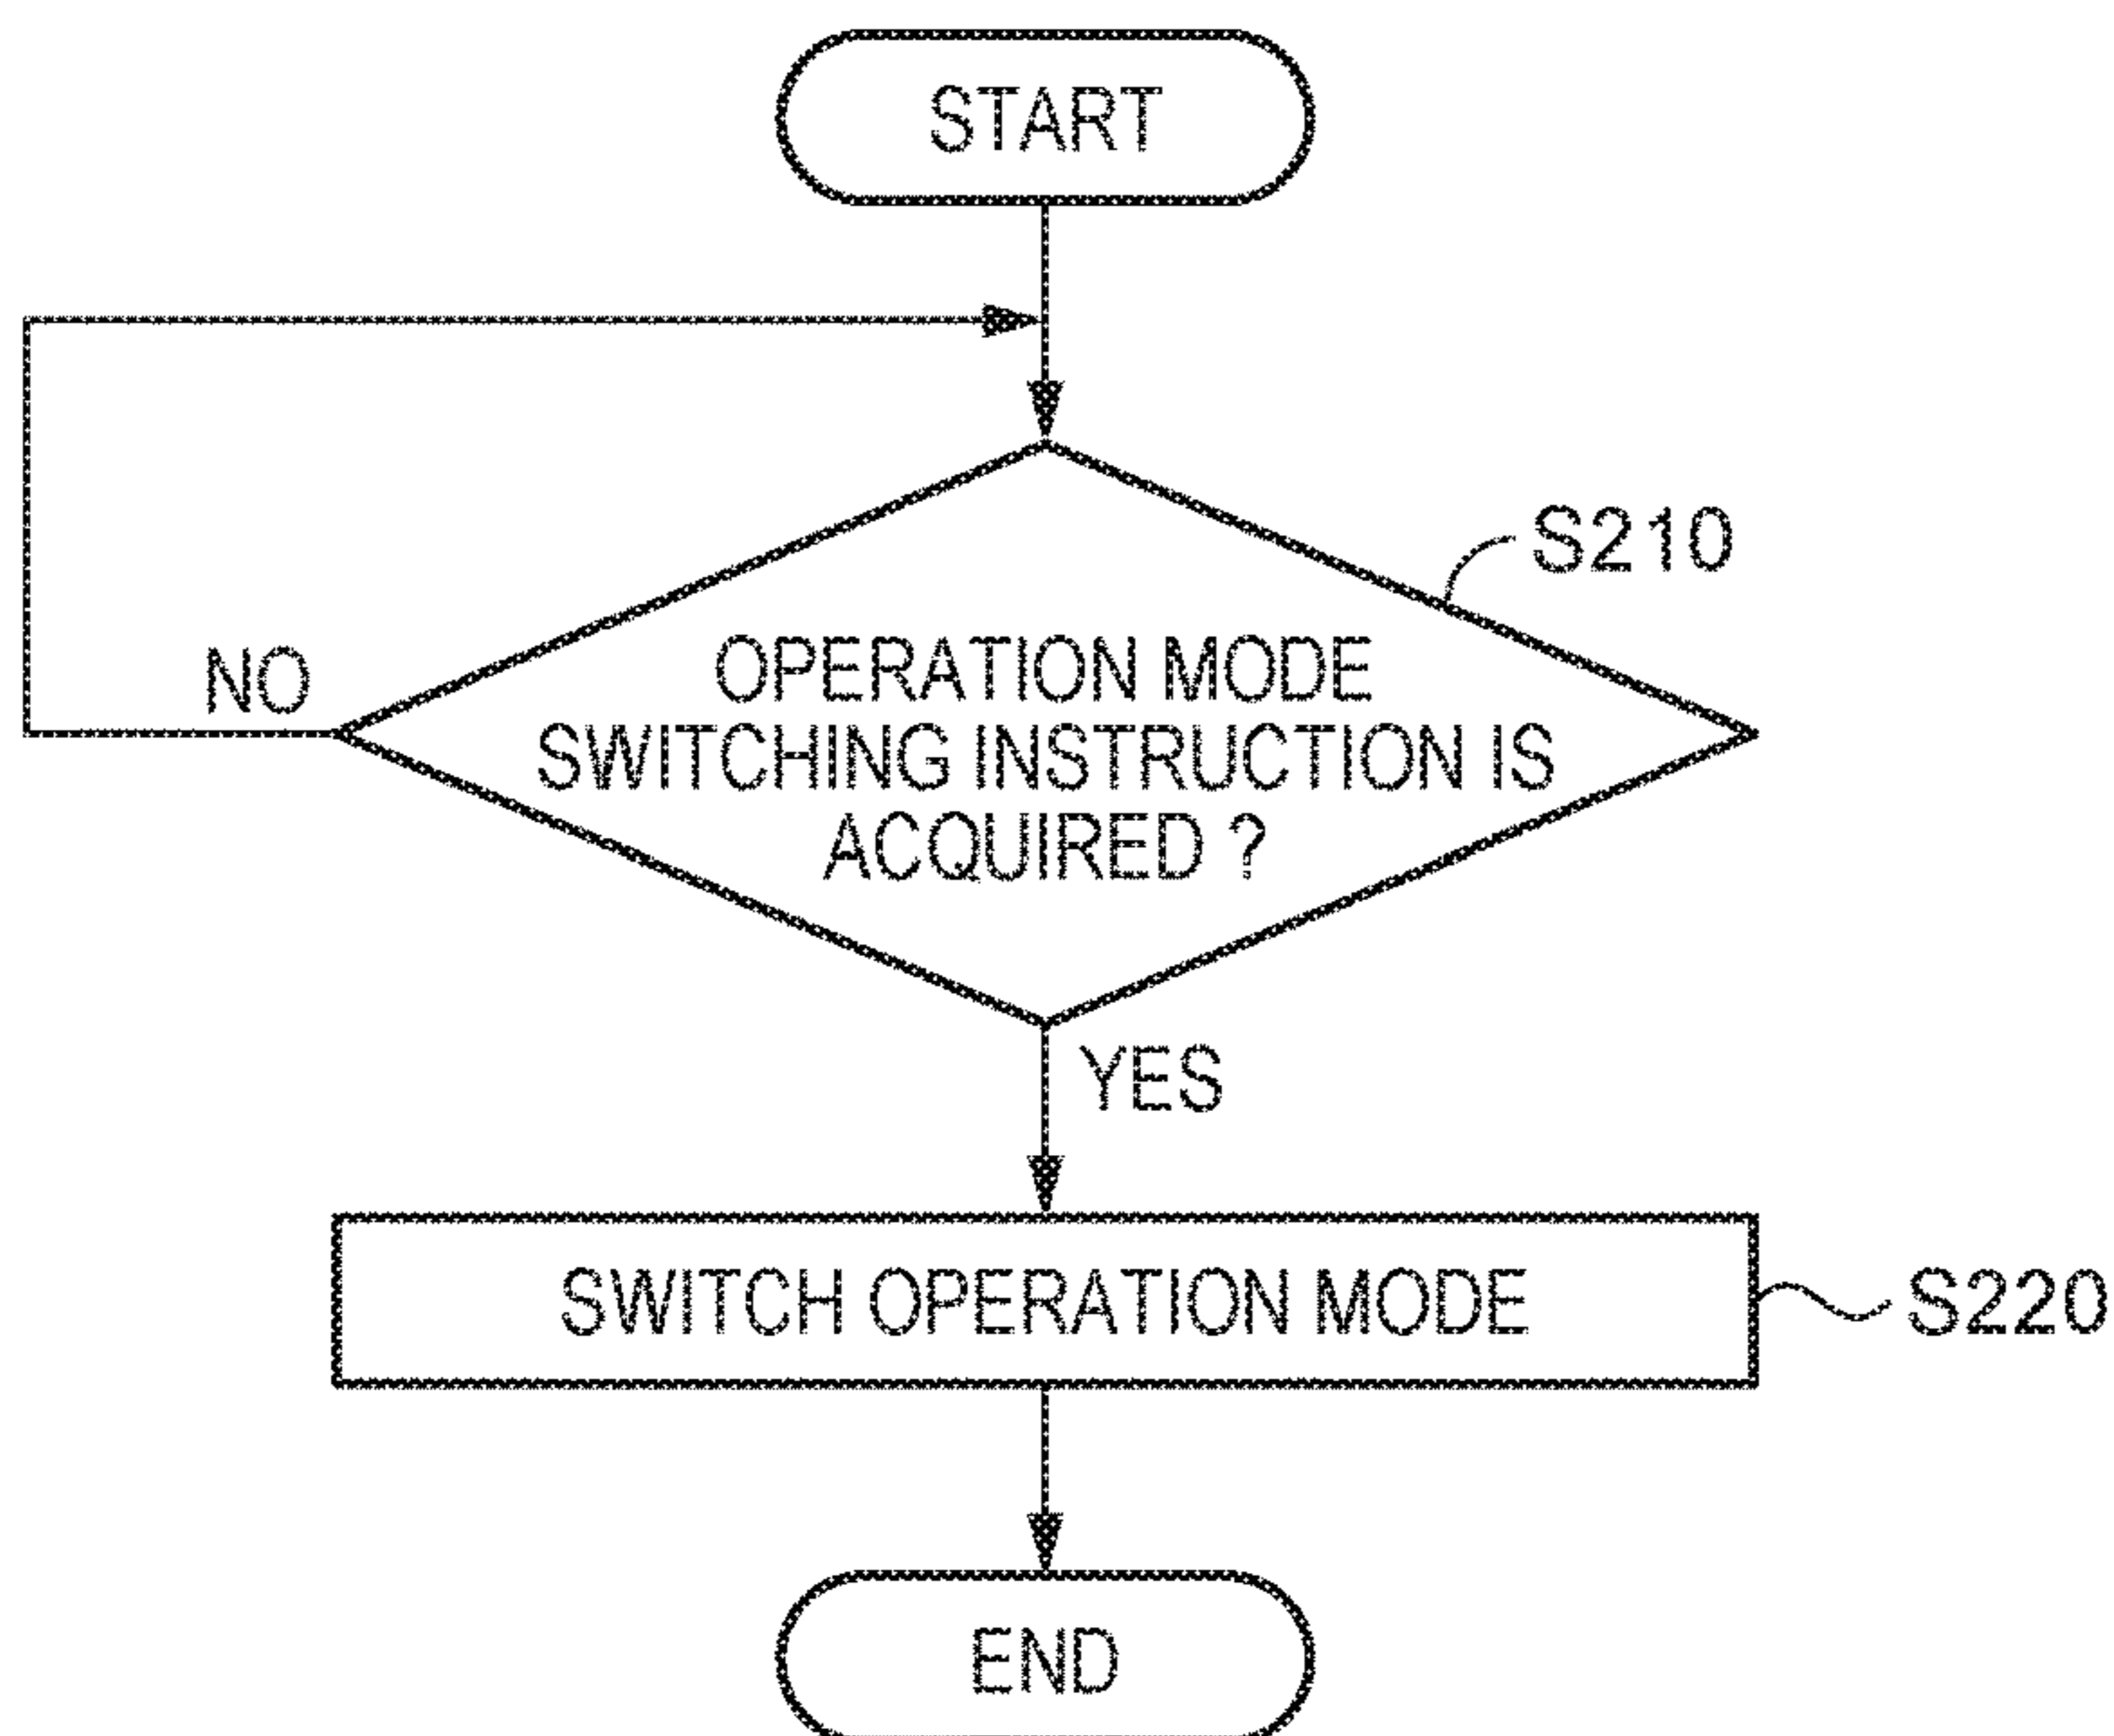 START
S210
OPERATION MODE
SWITCHING INSTRUCTION IS
ACQUIRED ?
NO
YES
SWITCH OPERATION MODE
S220
END